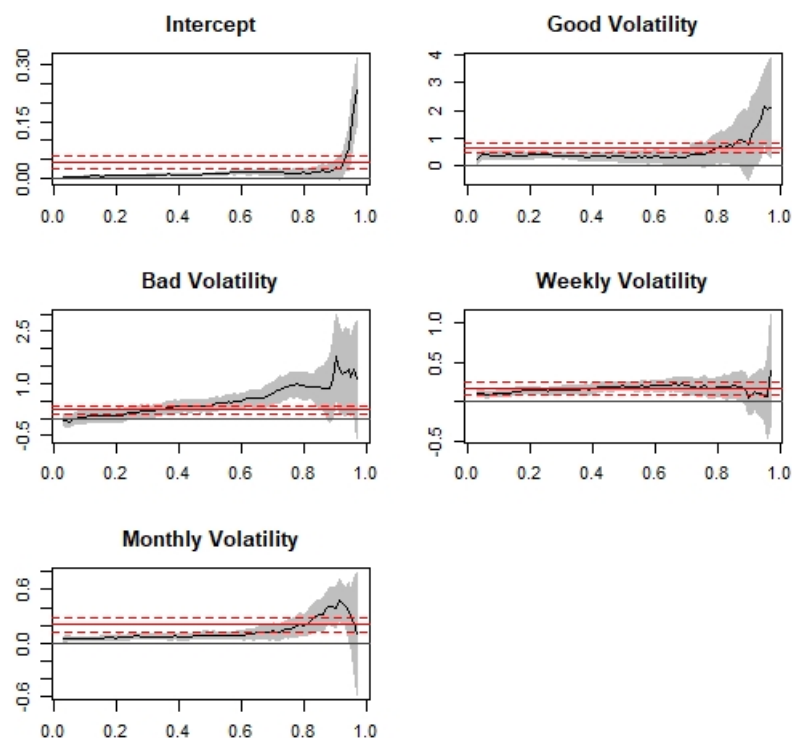 Intercept
0.00 0.15 0.30
0.0 0.2 0.4 0.6 0.8 1.0
Good Volatility
0 1 2 3 4
0.0 0.2 0.4 0.6 0.8 1.0
Bad Volatility
-0.5 1.0 2.5
0.0 0.2 0.4 0.6 0.8 1.0
Weekly Volatility
-0.5 0.5 1.0
0.0 0.2 0.4 0.6 0.8 1.0
Monthly Volatility
-0.6 0.0 0.6
0.0 0.2 0.4 0.6 0.8 1.0